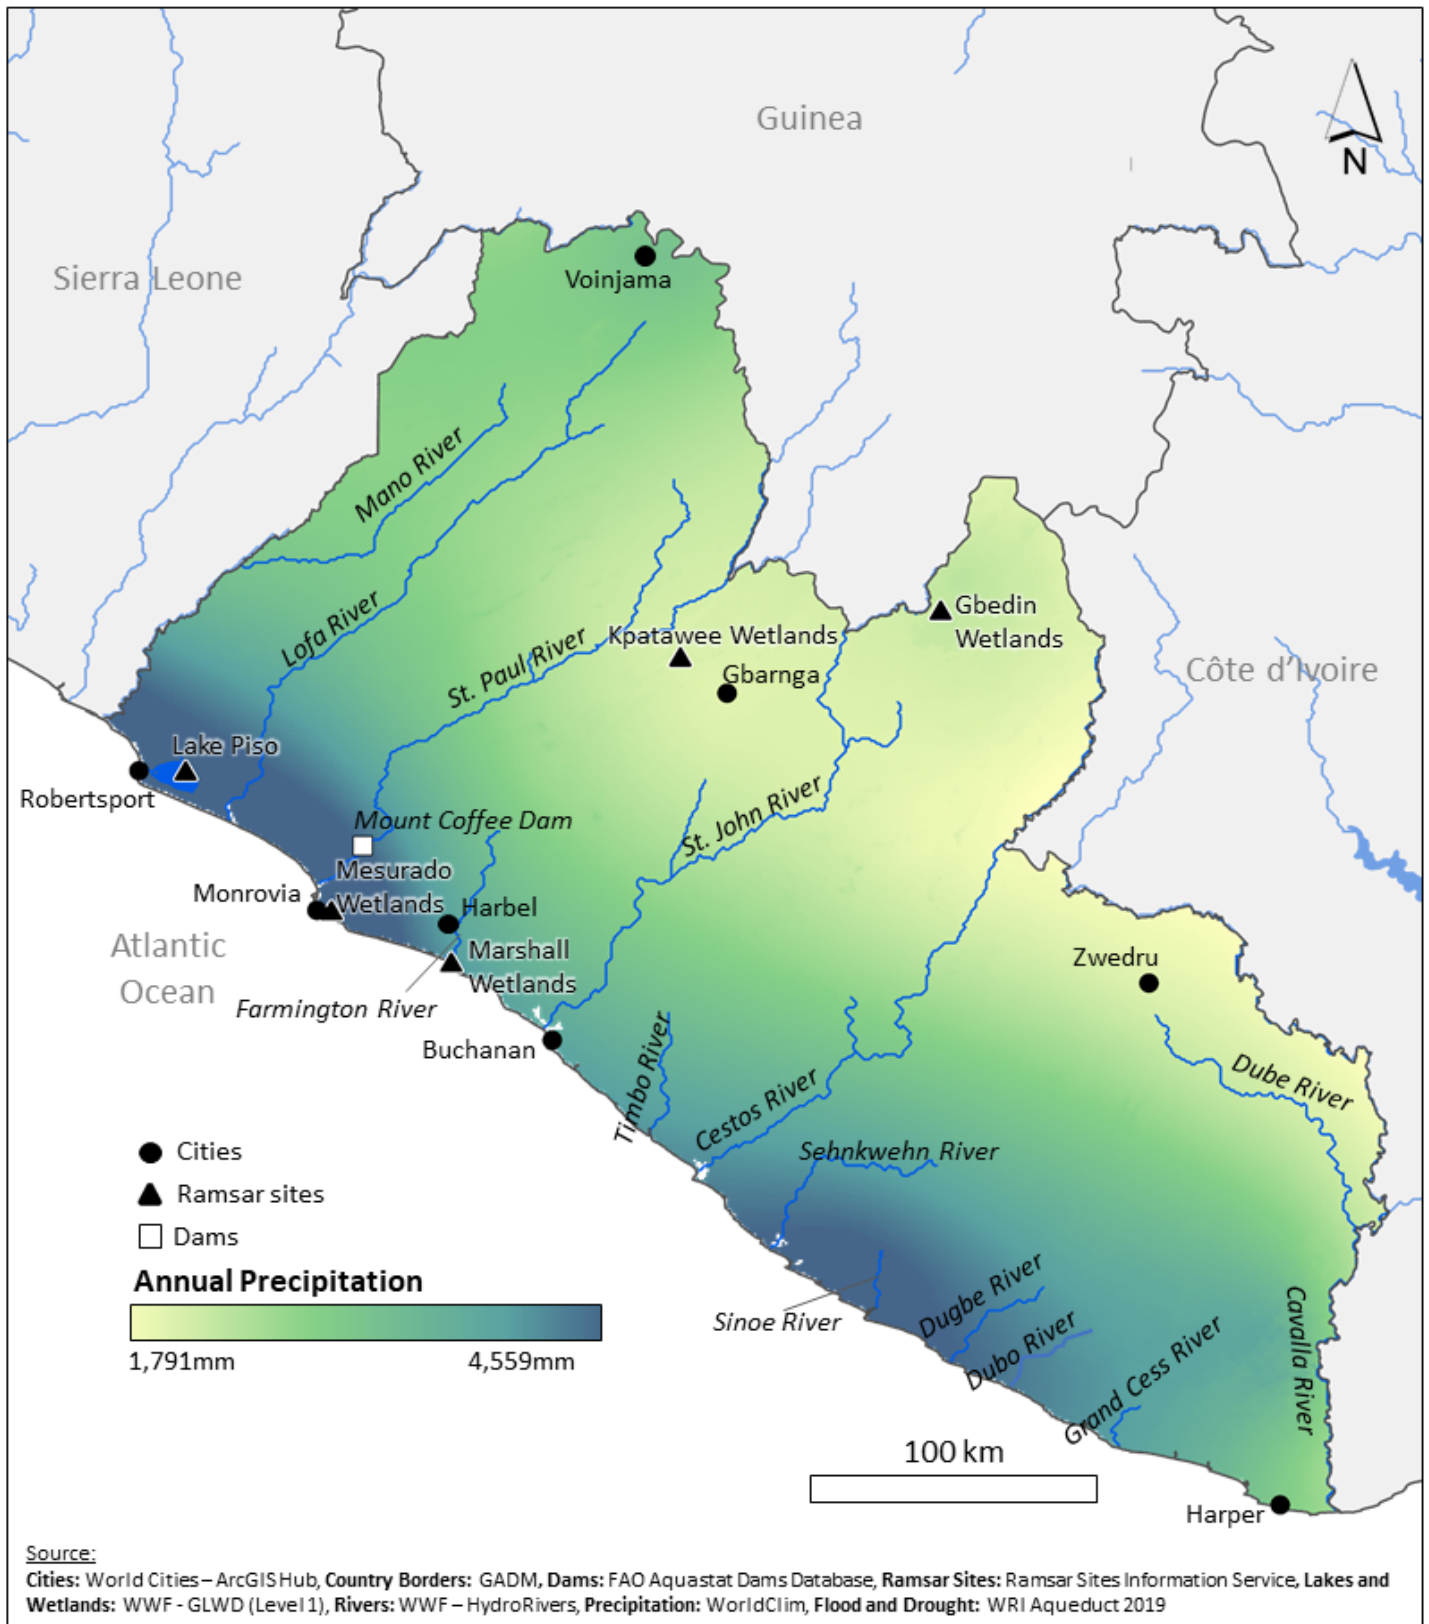 Guinea
N
Sierra Leone
Voinjama
Mano River
Lofa River
Gbedin
Wetlands
Kpatawee Wetlands
St. Paul River
Gbarnga
Côte d’Ivoire
Lake Piso
Robertsport
Mount Coffee Dam
St. John River
Mesurado
Wetlands
Monrovia
Harbel
Atlantic
Ocean
Marshall
Wetlands
Farmington River
Zwedru
Buchanan
Timbo River
Cestos River
Dube River
Sehnkwehn River
Cities
Ramsar sites
Dams
Annual Precipitation
1,791mm
4,559mm
Sinoe River
Dugbe River
Dubo River
Grand Cess River
Cavalla River
100 km
Harper
Source:
Cities: World Cities – ArcGIS Hub, Country Borders: GADM, Dams: FAO Aquastat Dams Database, Ramsar Sites: Ramsar Sites Information Service, Lakes and
Wetlands: WWF - GLWD (Level 1), Rivers: WWF – HydroRivers, Precipitation: WorldClim, Flood and Drought: WRI Aqueduct 2019